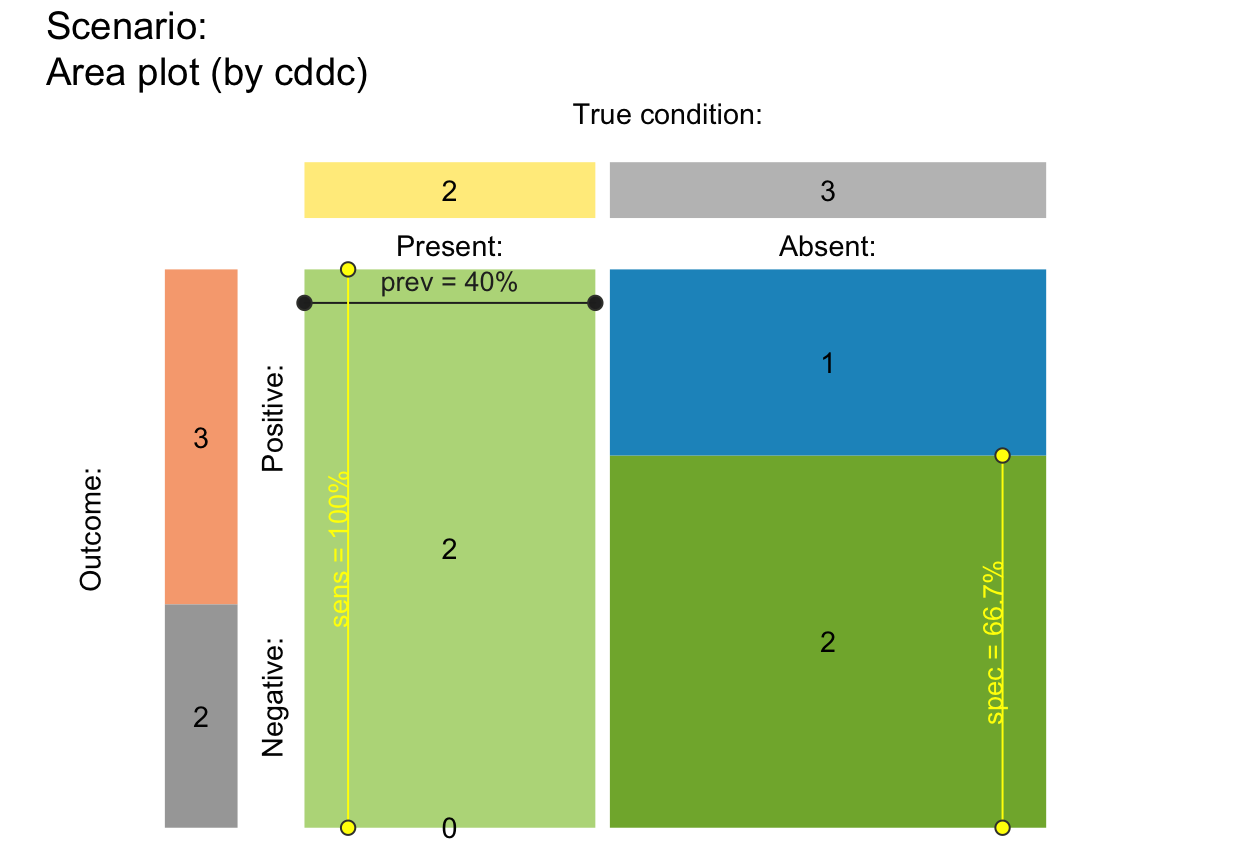 Scenario:
Area plot (by cddc)
True condition:
2
3
Present:
Absent:
prev = 40%
Outcome:
3
2
Positive:
Negative:
sens = 100%
2
0
1
2
spec = 66.7%